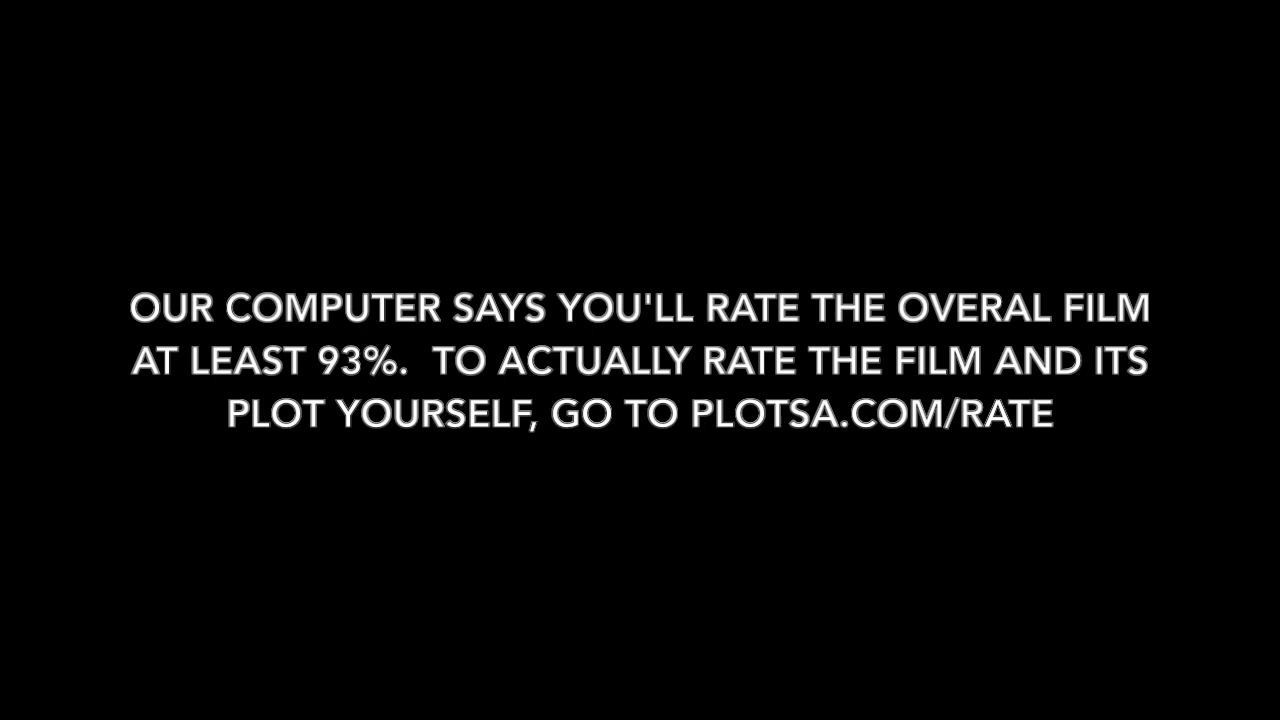 OUR COMPUTER SAYS YOU'LL RATE THE OVERAL FILM
AT LEAST 93%.  TO ACTUALLY RATE THE FILM AND ITS
PLOT YOURSELF, GO TO PLOTSA.COM/RATE